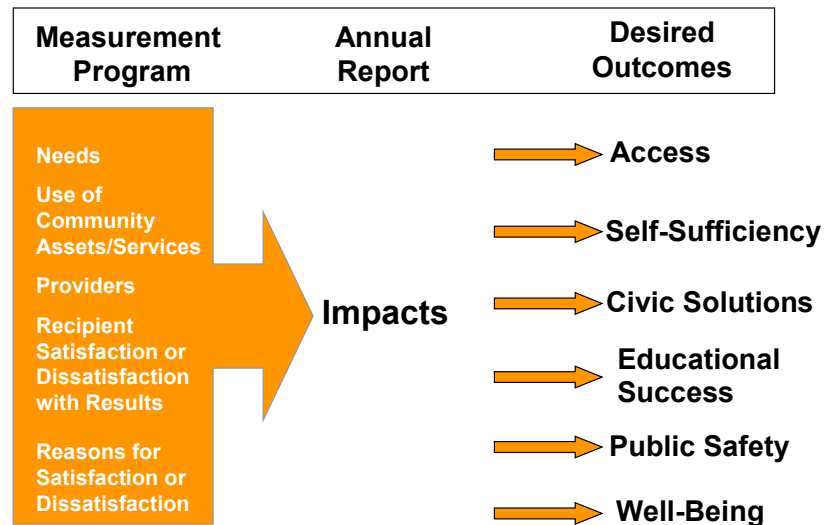 Measurement
Program
Annual
Report
Desired
Outcomes
Needs
Use of
Community
Assets/Services
Providers
Recipient
Satisfaction or
Dissatisfaction
with Results
Reasons for
Satisfaction or
Dissatisfaction
Impacts
Access
Self-Sufficiency
Civic Solutions
Educational
Success
Public Safety
Well-Being